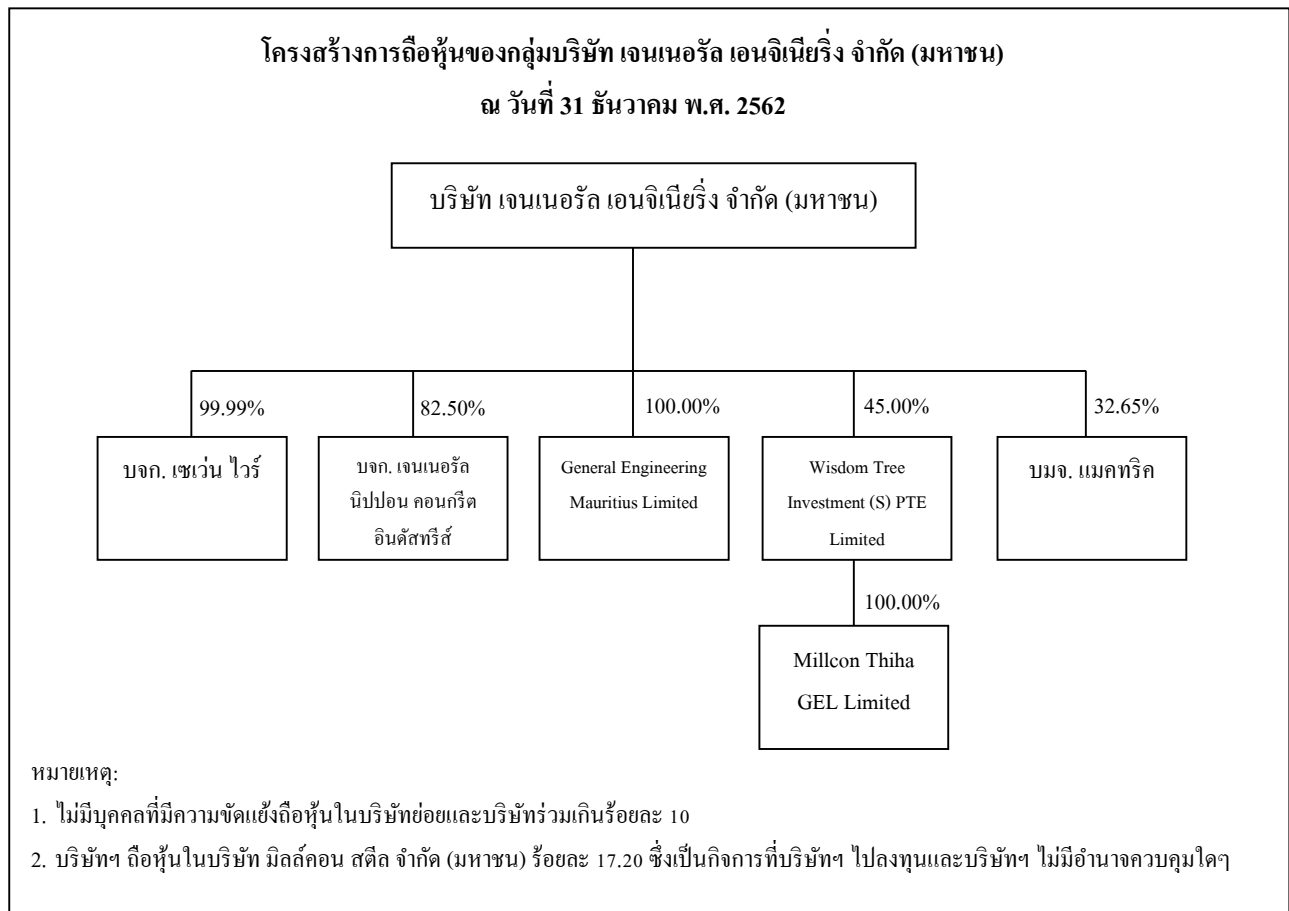 โครงสร้างการถือหุ้นของกลุ่มบริษัท เจนเนอรัล เอนจิเนียริ่ง จำกัด (มหาชน)
ณ วันที่ 31 ธันวาคม พ.ศ. 2562
บริษัท เจนเนอรัล เอนจิเนียริ่ง จำกัด (มหาชน)
99.99%
82.50%
100.00%
45.00%
32.65%
บจก. เซเว่น ไวร์
บจก. เจนเนอรัล
นิปปอน คอนกรีต
อินดัสทรีส์
General Engineering
Mauritius Limited
Wisdom Tree
Investment (S) PTE
Limited
บมจ. แมคทริค
100.00%
Millcon Thiha
GEL Limited
หมายเหตุ:
1. ไม่มีบุคคลที่มีความขัดแย้งถือหุ้นในบริษัทย่อยและบริษัทร่วมเกินร้อยละ 10
2. บริษัทฯ ถือหุ้นในบริษัท มิลล์คอน สตีล จำกัด (มหาชน) ร้อยละ 17.20 ซึ่งเป็นกิจการที่บริษัทฯ ไปลงทุนและบริษัทฯ ไม่มีอำนาจควบคุมใดๆ